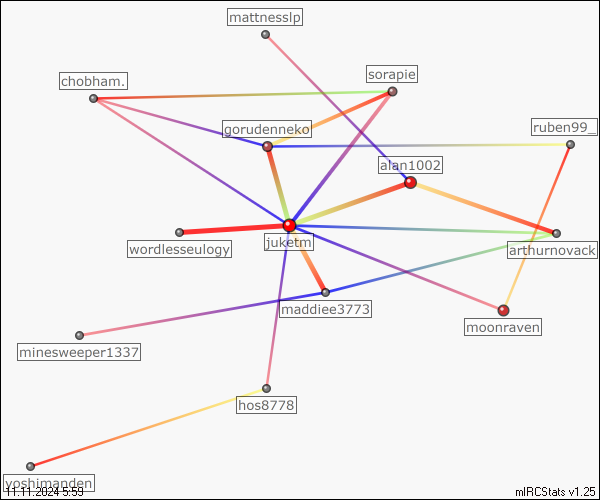 mattnesslp
sorapie
chobham.
gorudenneko
ruben99_
alan1002
wordlesseulogy
juketm
arthurnovack
maddiee3773
moonraven
minesweeper1337
hos8778
yoshimanden
11.11.2024 5:59
mIRCStats v1.25